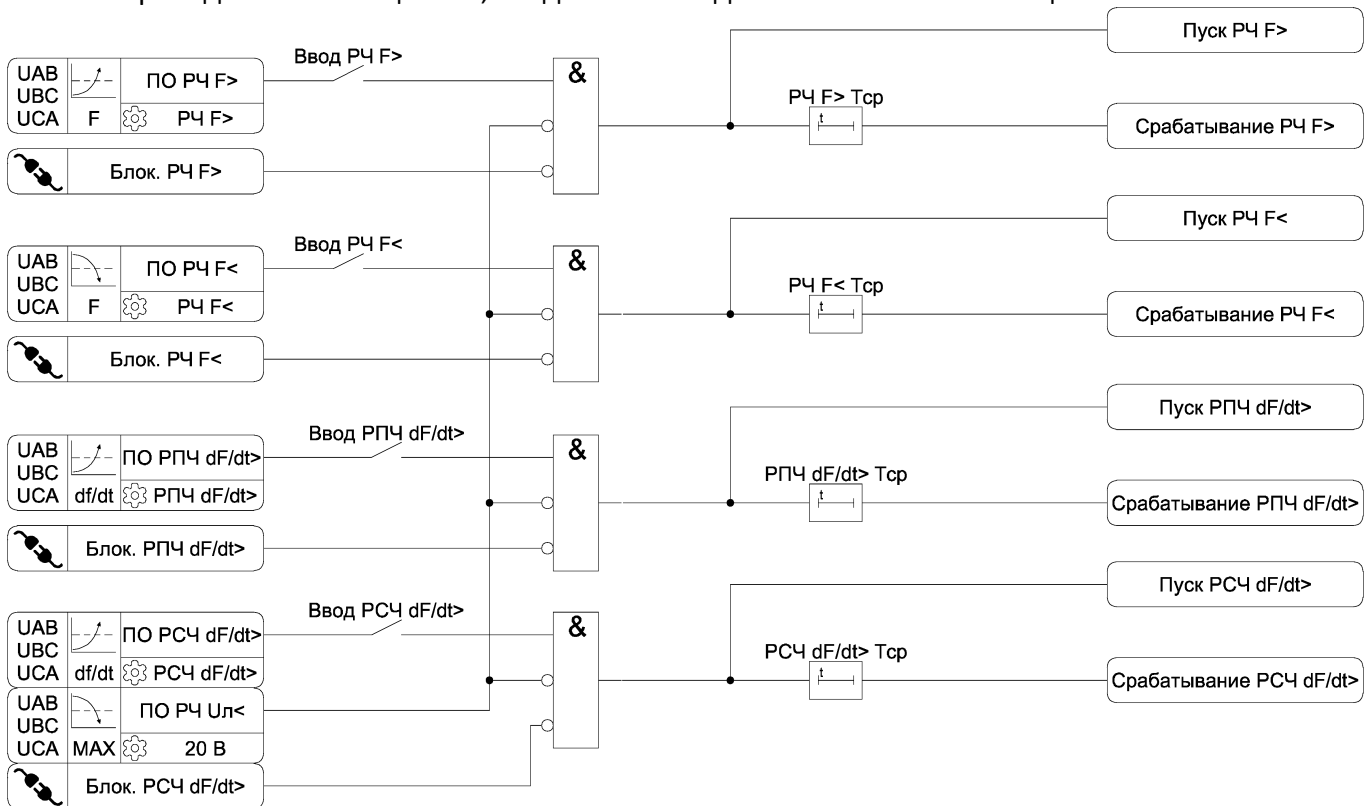 Пуск РЧ F>
Ввод РЧ F>
UAB
UBC
UCA
F
ПО РЧ F>
РЧ F>
&
РЧ F> Тср
t
Срабатывание РЧ F>
Блок. РЧ F>
Пуск РЧ F<
Ввод РЧ F<
UAB
UBC
UCA
F
ПО РЧ F<
РЧ F<
&
РЧ F< Тср
t
Срабатывание РЧ F<
Блок. РЧ F<
Пуск РПЧ dF/dt>
Ввод РПЧ dF/dt>
UAB
UBC
UCA
df/dt
ПО РПЧ dF/dt>
РПЧ dF/dt>
&
РПЧ dF/dt> Тср
t
Срабатывание РПЧ dF/dt>
Блок. РПЧ dF/dt>
Пуск РСЧ dF/dt>
Ввод РСЧ dF/dt>
UAB
UBC
UCA
df/dt
ПО РСЧ dF/dt>
РСЧ dF/dt>
&
РСЧ dF/dt> Тср
t
Срабатывание РСЧ dF/dt>
UAB
UBC
UCA
MAX
ПО РЧ Uл<
20 В
Блок. РСЧ dF/dt>